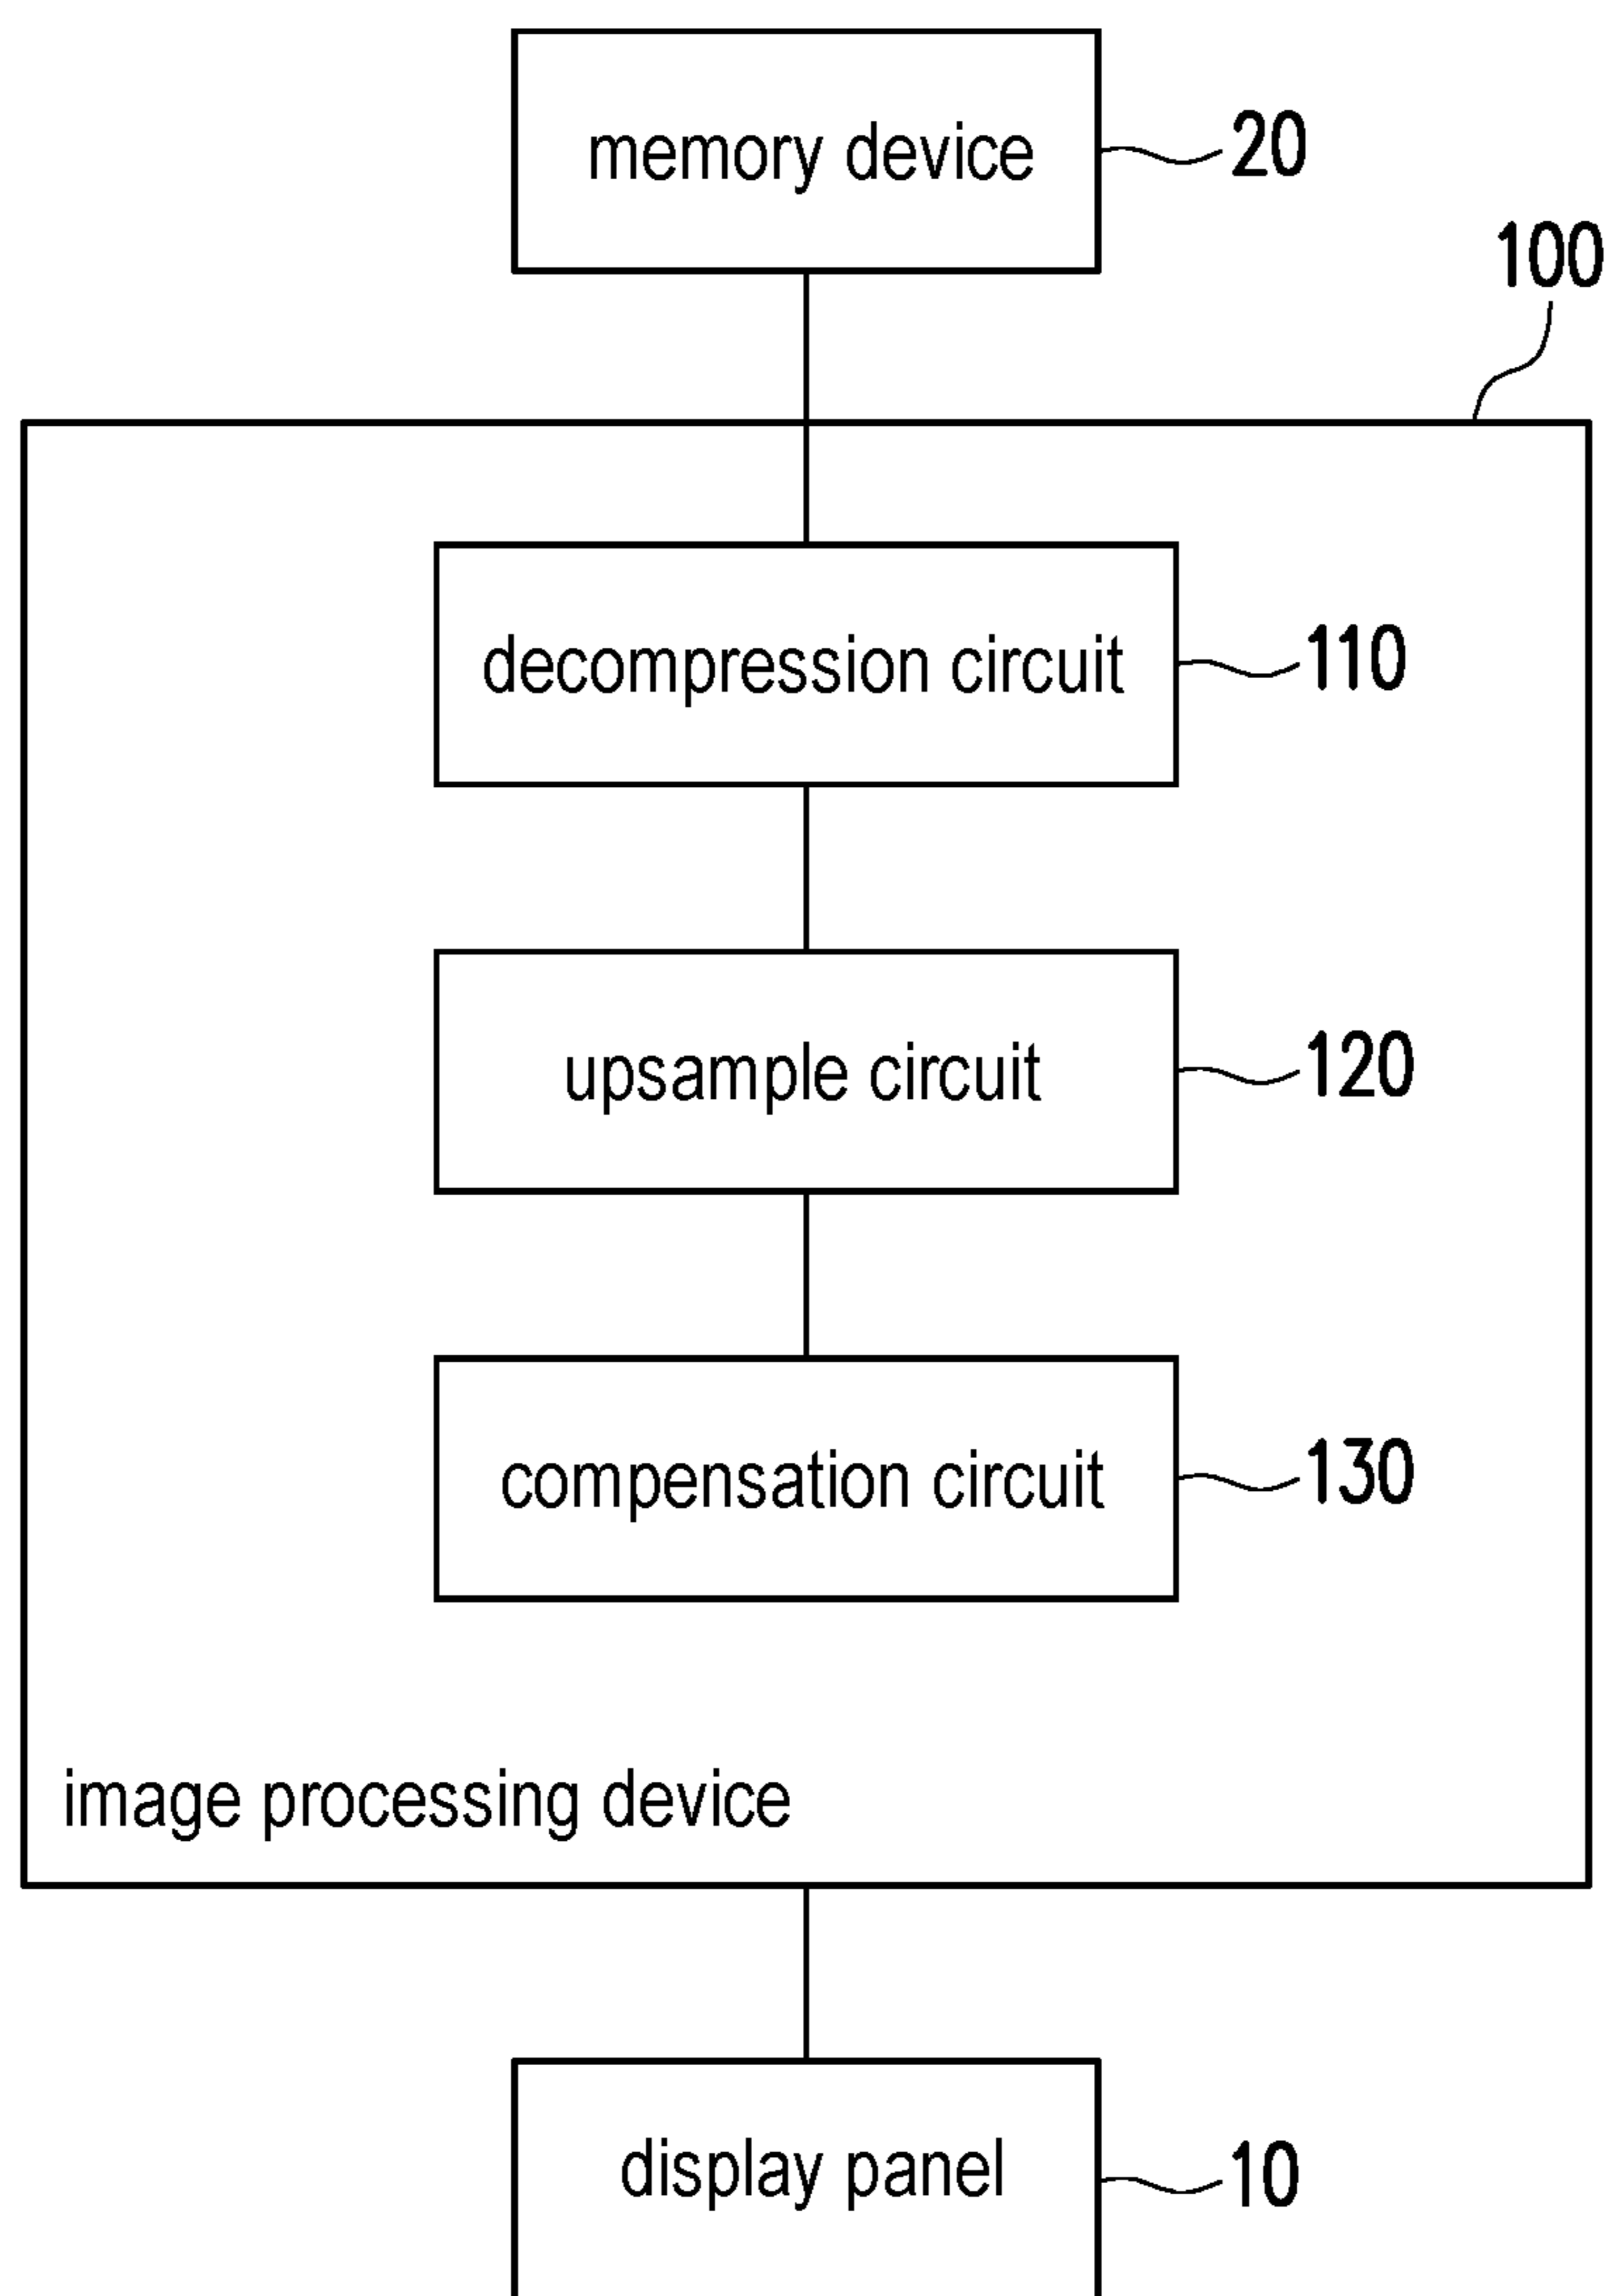 memory device
20
100
decompression circuit
110
upsample circuit
120
compensation circuit
130
image processing device
display panel
10